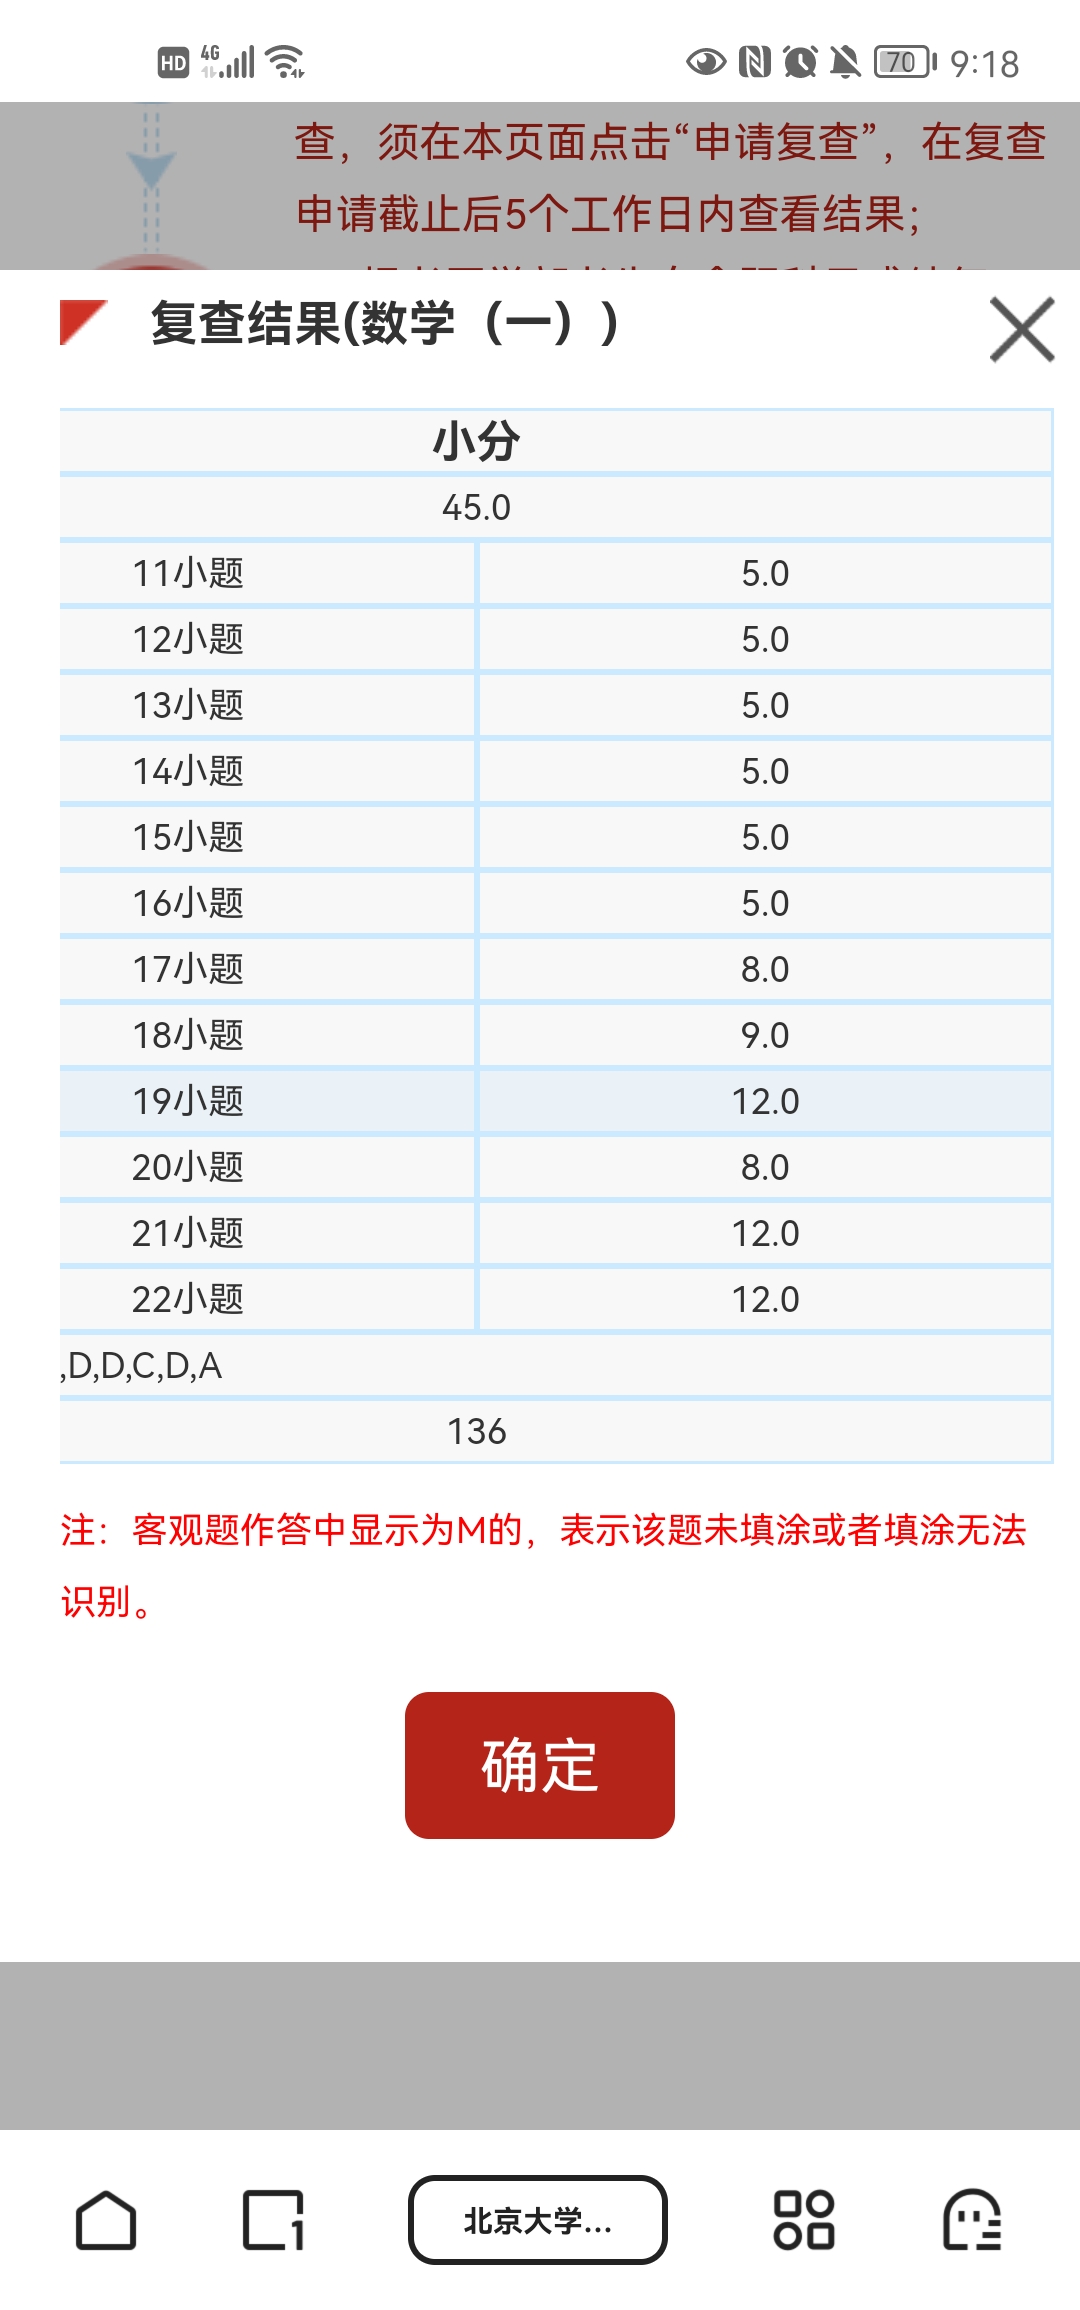 HD 4G 70 9:18
查，须在本页面点击“申请复查”，在复查
申请截止后5个工作日内查看结果；
复查结果(数学（一）)
小分
45.0
11小题 5.0
12小题 5.0
13小题 5.0
14小题 5.0
15小题 5.0
16小题 5.0
17小题 8.0
18小题 9.0
19小题 12.0
20小题 8.0
21小题 12.0
22小题 12.0
,D,D,C,D,A
136
注：客观题作答中显示为M的，表示该题未填涂或者填涂无法
识别。
确定
1 北京大学...